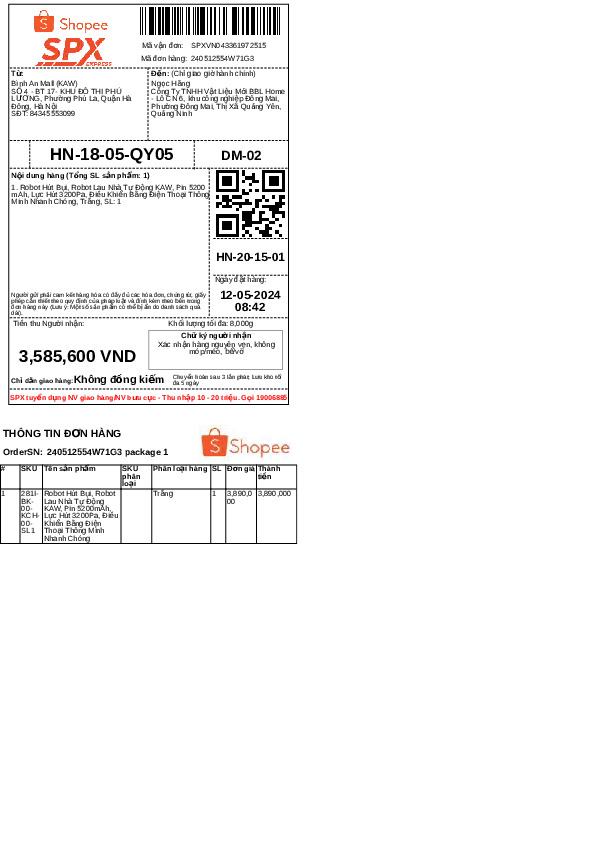 Shopee
SPX
EXPRESS
Mã vận đơn: SPXVN043361972515
Mã đơn hàng: 240512554W71G3
Từ:
Bình An Mall (KAW)
SỐ 4 - BT 17- KHU ĐÔ THỊ PHÚ
LƯƠNG, Phường Phú La, Quận Hà
Đông, Hà Nội
SĐT: 84345553099
Đến: (Chỉ giao giờ hành chính)
Ngọc Hằng
Công Ty TNHH Vật Liệu Mới BBL Home
- Lô CN6, khu công nghiệp Đông Mai,
Phường Đông Mai, Thị Xã Quảng Yên,
Quảng Ninh
HN-18-05-QY05
DM-02
Nội dung hàng (Tổng SL sản phẩm: 1)
1. Robot Hút Bụi, Robot Lau Nhà Tự Động KAW, Pin 5200
mAh, Lực Hút 3200Pa, Điều Khiển Bằng Điện Thoại Thông
Minh Nhanh Chóng, Trắng, SL: 1
HN-20-15-01
Ngày đặt hàng:
12-05-2024
08:42
Người gửi phải cam kết hàng hóa có đầy đủ các hóa đơn, chứng từ, giấy
phép cần thiết theo quy định của pháp luật và đính kèm theo bên trong
đơn hàng này (Lưu ý: Một số sản phẩm có thể bị ẩn do danh sách quá
dài).
Tiền thu Người nhận:
3,585,600 VND
Khối lượng tối đa: 8,000g
Chữ ký người nhận
Xác nhận hàng nguyên vẹn, không
móp/méo, bể/vỡ
Chỉ dẫn giao hàng: Không đồng kiểm
Chuyển hoàn sau 3 lần phát; Lưu kho tối
đa 5 ngày
SPX tuyển dụng NV giao hàng/NV bưu cục - Thu nhập 10 - 20 triệu. Gọi 19006885
THÔNG TIN ĐƠN HÀNG
Shopee
OrderSN: 240512554W71G3 package 1
# SKU Tên sản phẩm SKU phân loại Phân loại hàng SL Đơn giá Thành tiền
1 281I-BK-00-KCH-00-SL1 Robot Hút Bụi, Robot Lau Nhà Tự Động KAW, Pin 5200mAh, Lực Hút 3200Pa, Điều Khiển Bằng Điện Thoại Thông Minh Nhanh Chóng Trắng 1 3,890,000 3,890,000